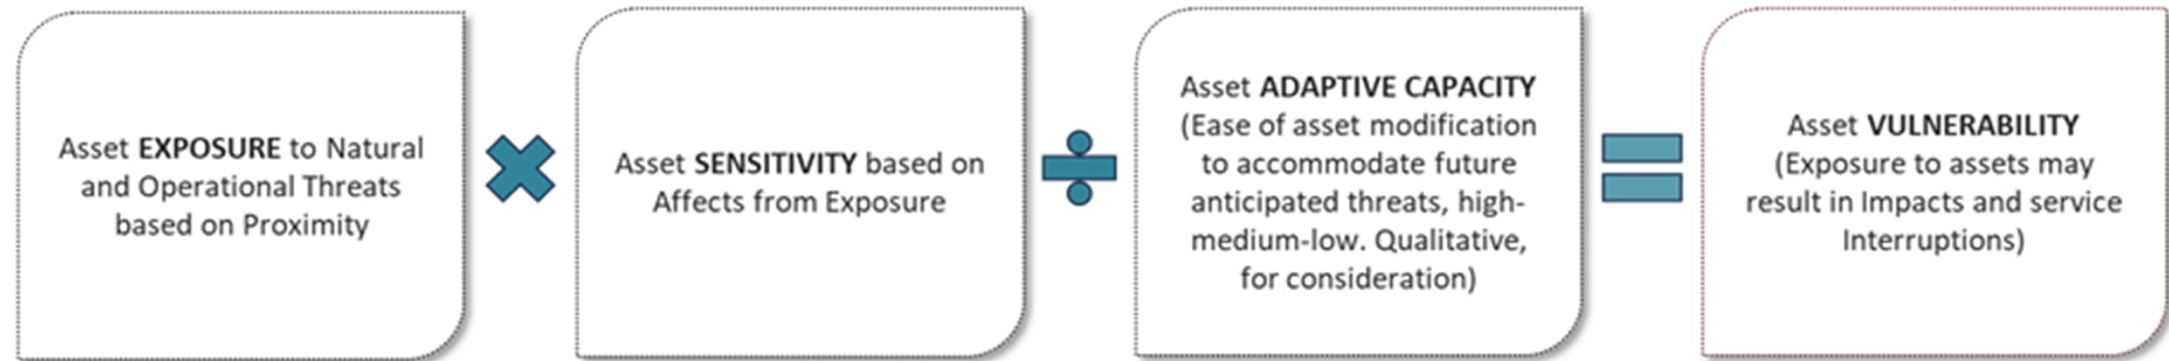 Asset EXPOSURE to Natural
and Operational Threats
based on Proximity
Asset SENSITIVITY based on
Affects from Exposure
Asset ADAPTIVE CAPACITY
(Ease of asset modification
to accommodate future
anticipated threats, high-
medium-low. Qualitative,
for consideration)
Asset VULNERABILITY
(Exposure to assets may
result in Impacts and service
Interruptions)